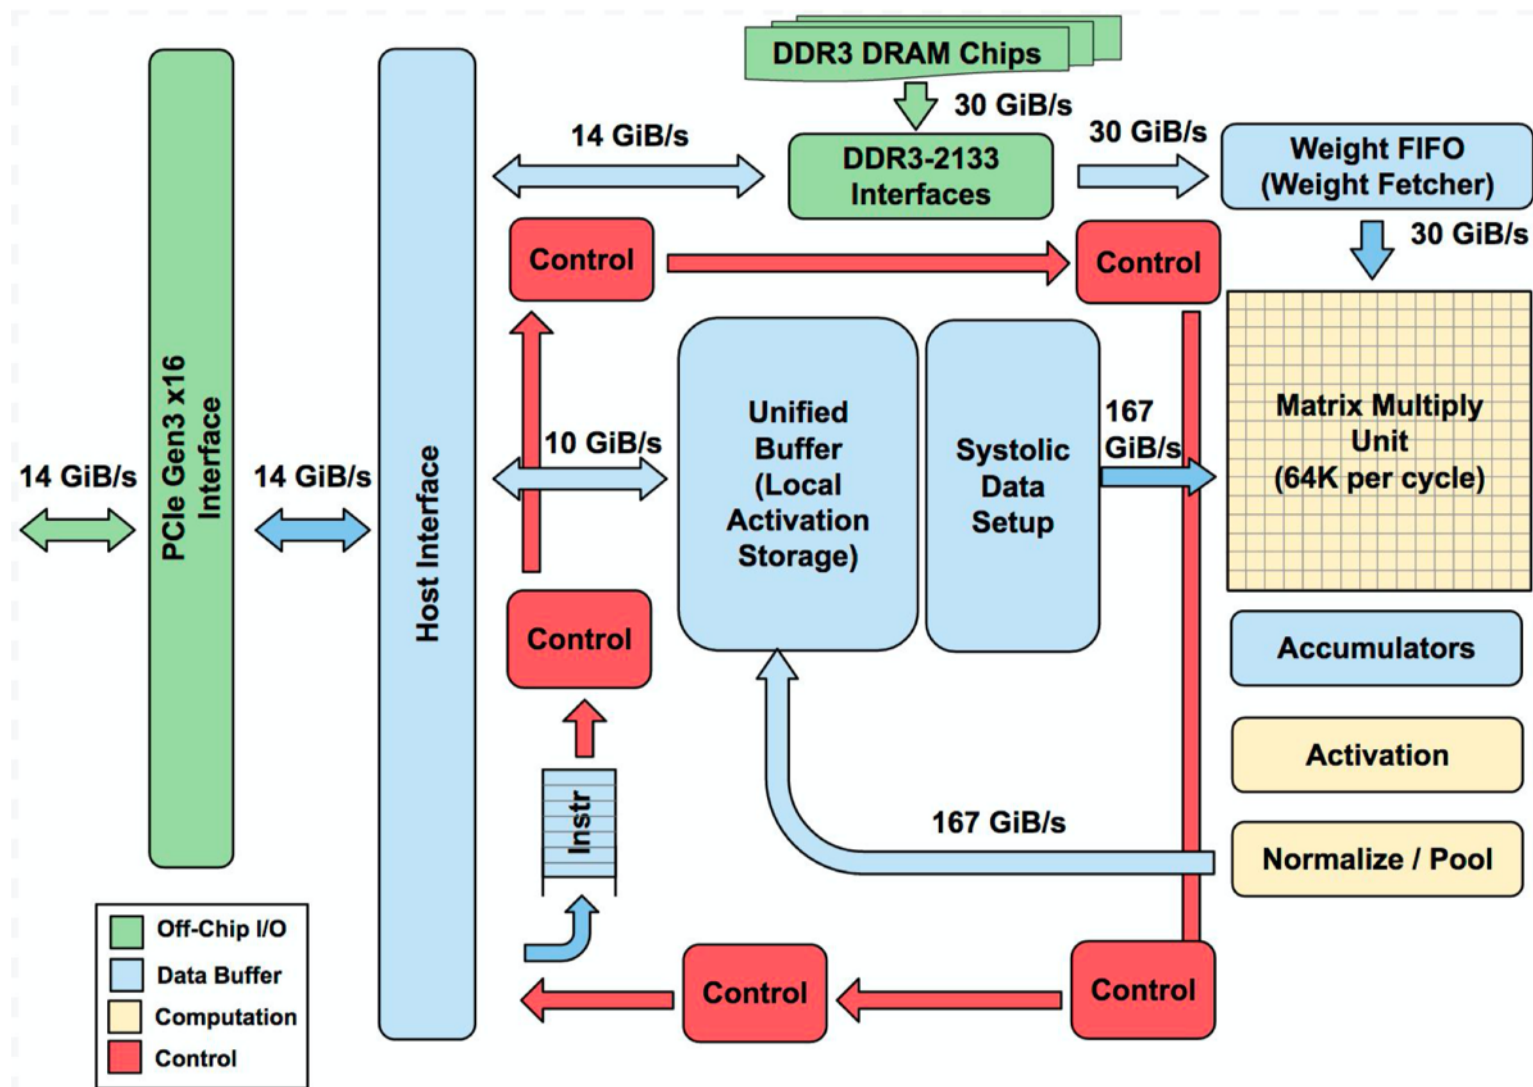 DDR3 DRAM Chips
30 GiB/s
14 GiB/s
DDR3-2133
Interfaces
30 GiB/s
Weight FIFO
(Weight Fetcher)
30 GiB/s
Control
Control
PCIe Gen3 x16
Interface
Host Interface
14 GiB/s
14 GiB/s
10 GiB/s
Unified
Buffer
(Local
Activation
Storage)
Systolic
Data
Setup
167
GiB/s
Matrix Multiply
Unit
(64K per cycle)
Control
Accumulators
Activation
Instr
167 GiB/s
Normalize / Pool
Control
Control
Off-Chip I/O
Data Buffer
Computation
Control